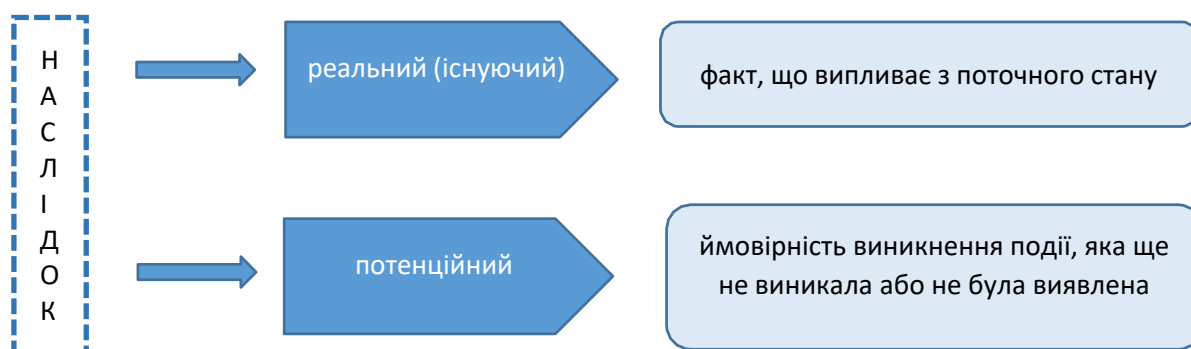 НАСЛІДОК
реальний (існуючий)
факт, що випливає з поточного стану
потенційний
ймовірність виникнення події, яка ще
не виникала або не була виявлена